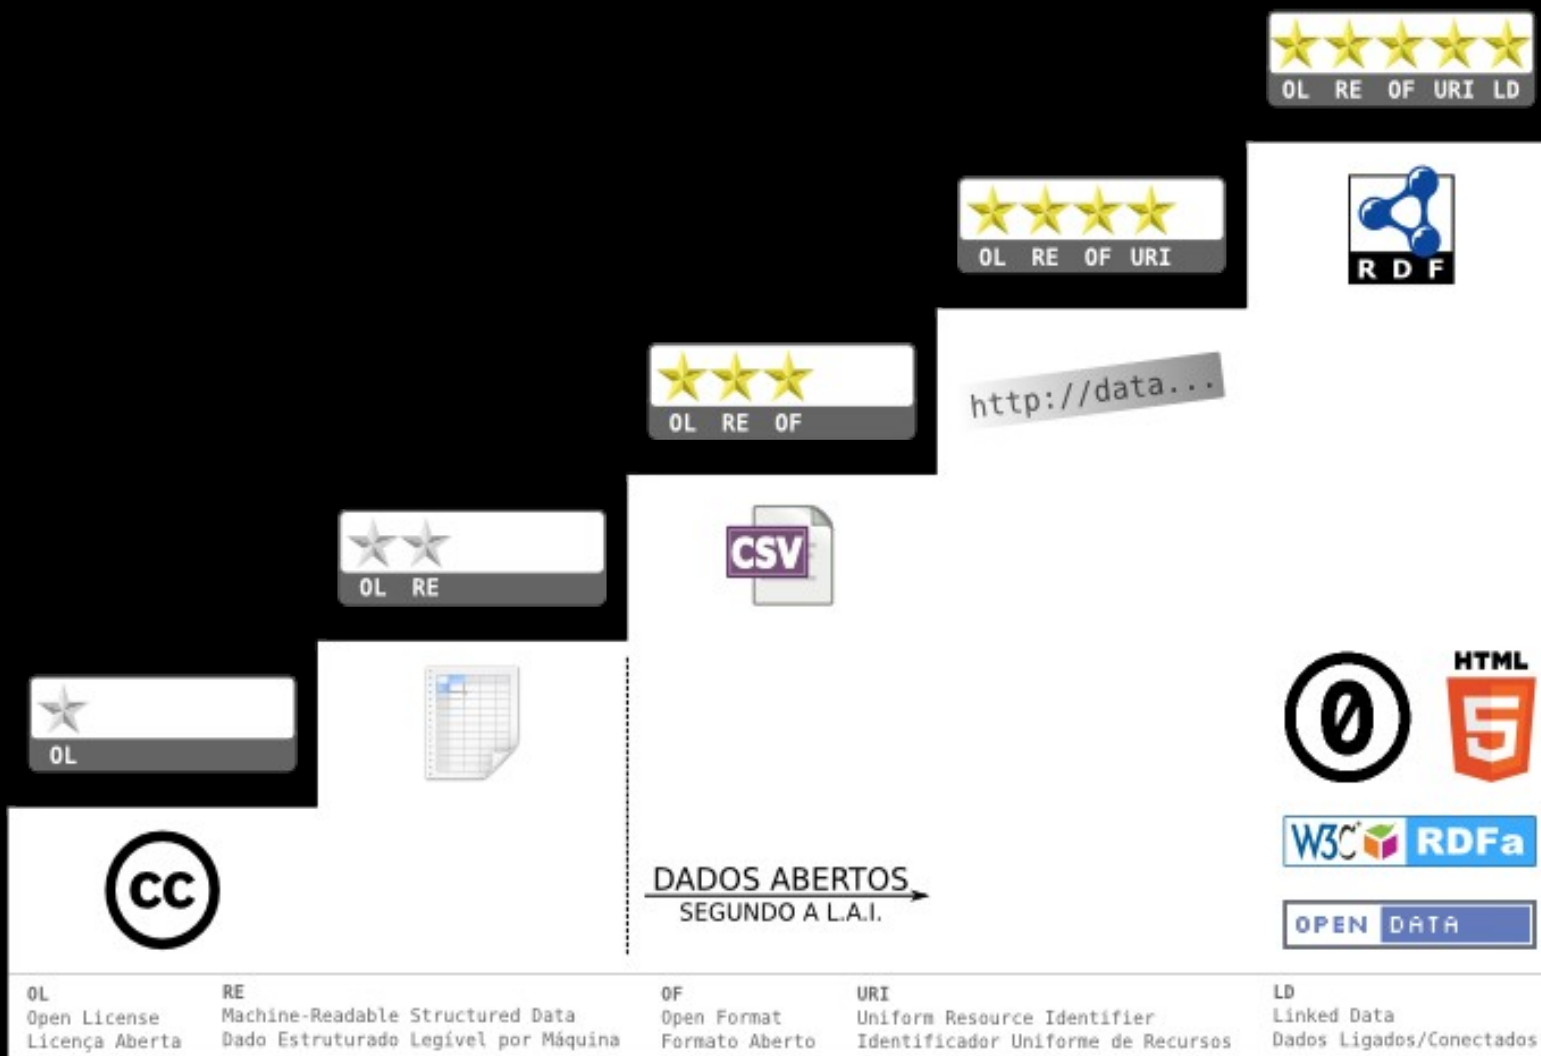 OL RE OF URI LD
RDF
OL RE OF URI
http://data...
OL RE OF
CSV
OL RE
OL
cc
0
HTML
5
W3C RDFa
OPEN DATA
DADOS ABERTOS
SEGUNDO A L.A.I.
OL
Open License
Licença Aberta
RE
Machine-Readable Structured Data
Dado Estruturado Legível por Máquina
OF
Open Format
Formato Aberto
URI
Uniform Resource Identifier
Identificador Uniforme de Recursos
LD
Linked Data
Dados Ligados/Conectados